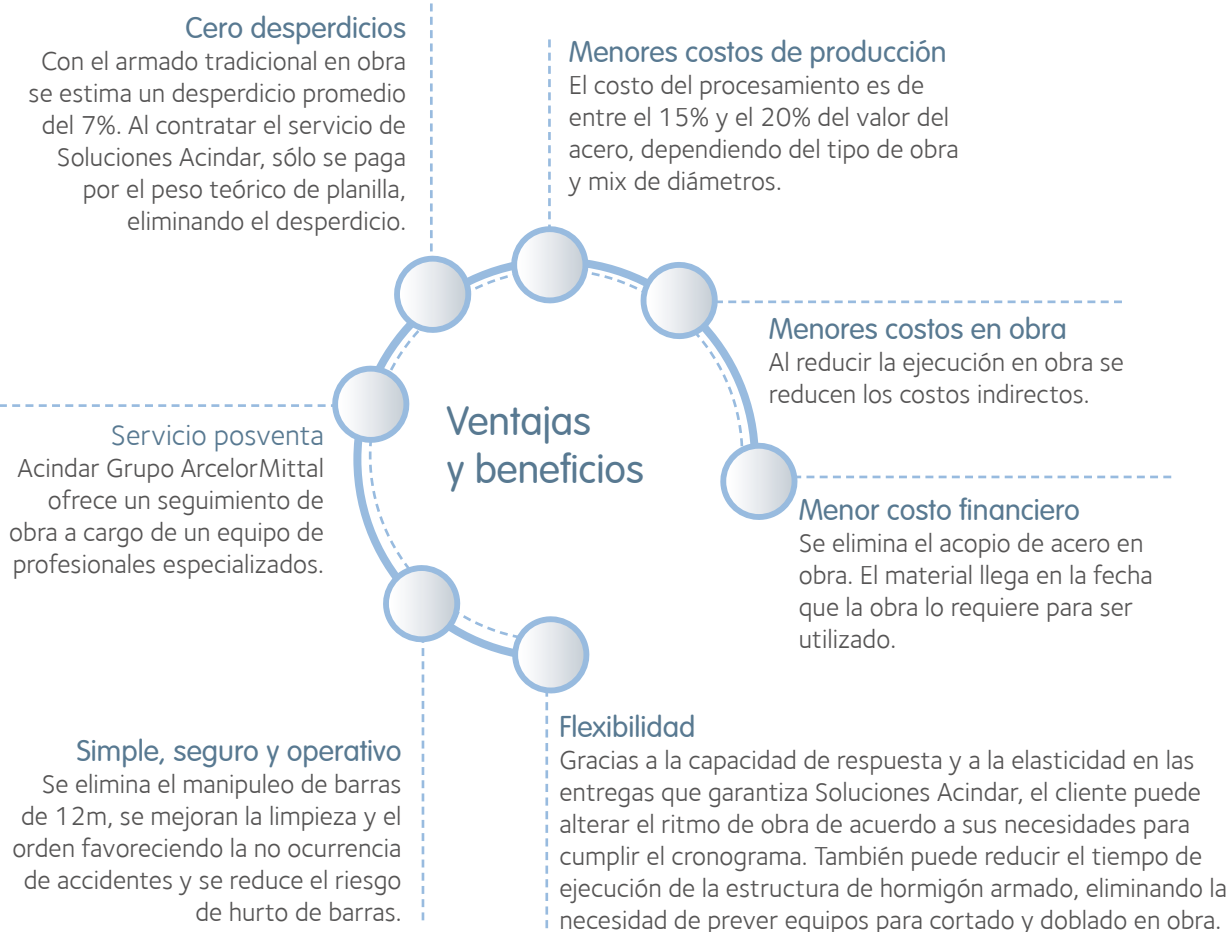 Cero desperdicios
Con el armado tradicional en obra
se estima un desperdicio promedio
del 7%. Al contratar el servicio de
Soluciones Acindar, sólo se paga
por el peso teórico de planilla,
eliminando el desperdicio.
Menores costos de producción
El costo del procesamiento es de
entre el 15% y el 20% del valor del
acero, dependiendo del tipo de obra
y mix de diámetros.
Menores costos en obra
Al reducir la ejecución en obra se
reducen los costos indirectos.
Ventajas
y beneficios
Servicio posventa
Acindar Grupo ArcelorMittal
ofrece un seguimiento de
obra a cargo de un equipo de
profesionales especializados.
Menor costo financiero
Se elimina el acopio de acero en
obra. El material llega en la fecha
que la obra lo requiere para ser
utilizado.
Simple, seguro y operativo
Se elimina el manipuleo de barras
de 12m, se mejoran la limpieza y el
orden favoreciendo la no ocurrencia
de accidentes y se reduce el riesgo
de hurto de barras.
Flexibilidad
Gracias a la capacidad de respuesta y a la elasticidad en las
entregas que garantiza Soluciones Acindar, el cliente puede
alterar el ritmo de obra de acuerdo a sus necesidades para
cumplir el cronograma. También puede reducir el tiempo de
ejecución de la estructura de hormigón armado, eliminando la
necesidad de prever equipos para cortado y doblado en obra.